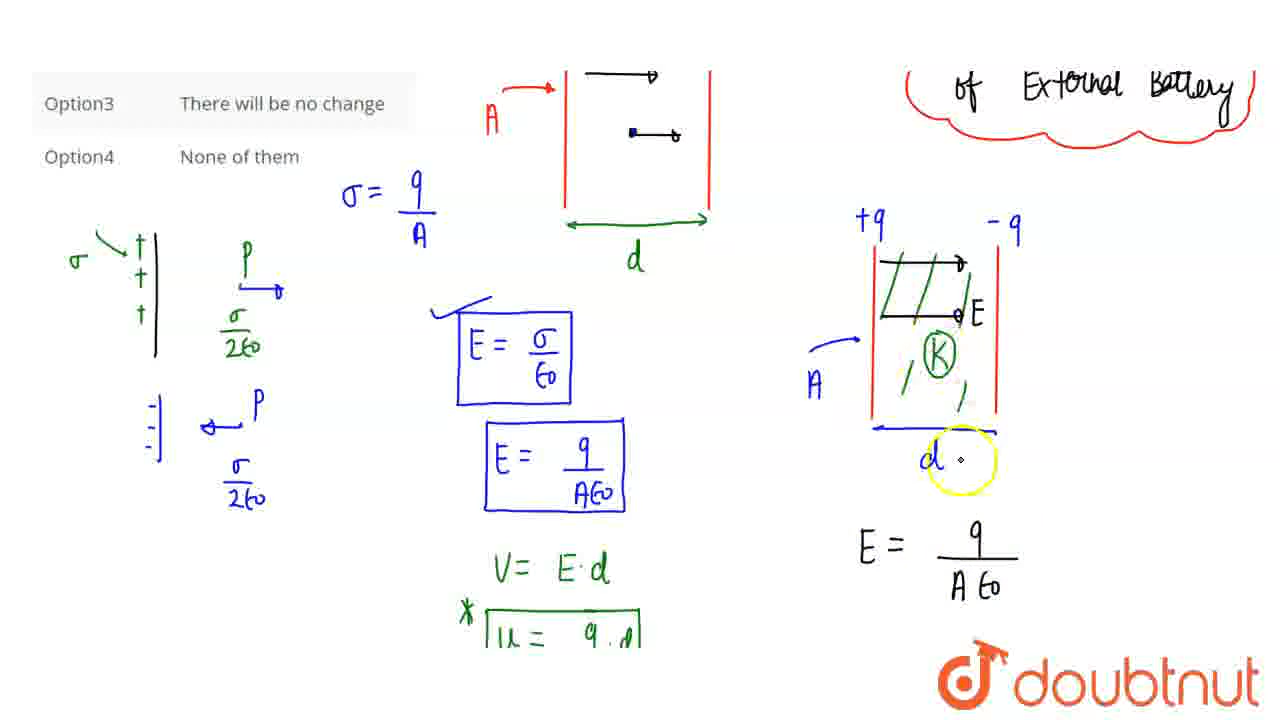 of External Battery
Option3 There will be no change
A
Option4 None of them
σ = q/A
d
+q -q
σ + + +
P
σ/2ε0
E = σ/ε0
E
K
A
P
σ/2ε0
E = q/Aε0
d
V = E·d
E = q/Aε0
*
doubtnut